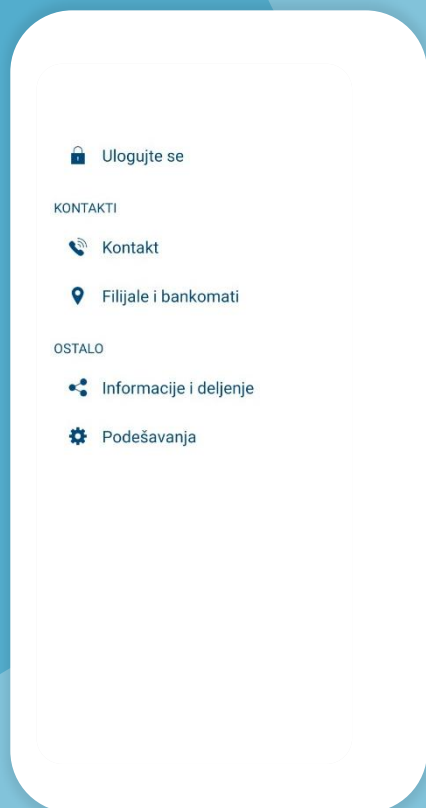 Ulogujte se
KONTAKTI
Kontakt
Filijale i bankomati
OSTALO
Informacije i deljenje
Podešavanja